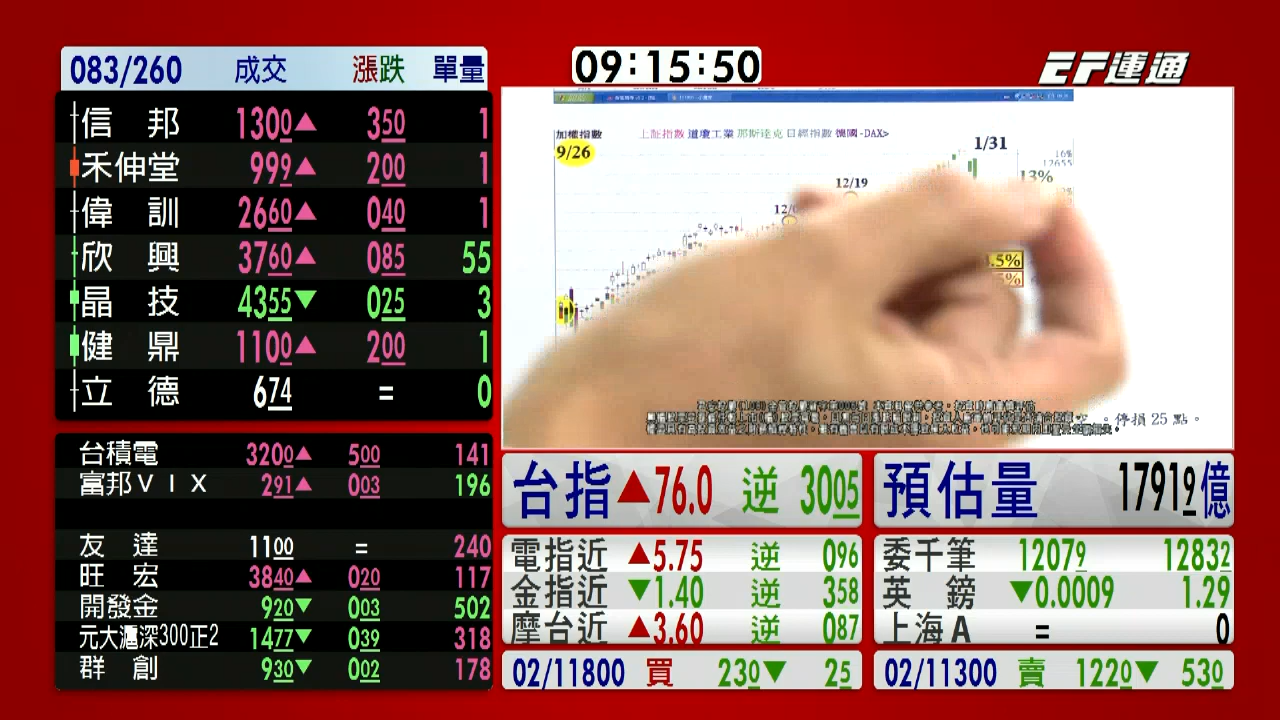 083/260 成交 漲跌 單量
09:15:50
EF運通
信邦 1300▲ 350 1
禾伸堂 999▲ 200 1
偉訓 2660▲ 040 1
欣興 3760▲ 085 55
晶技 4355▼ 025 3
健鼎 1100▲ 200 1
立德 674 = 0
加權指數 上証指數 道瓊工業 那斯達克 日經指數 德國-DAX>
9/26
1/31
12/19
16%
12655
13%
.5%
停損25點。
台積電 3200▲ 500 141
富邦VIX 291▲ 003 196
友達 1100 = 240
旺宏 3840▲ 020 117
開發金 920▼ 003 502
元大滬深300正2 1477▼ 039 318
群創 930▼ 002 178
台指▲76.0 逆 3005
預估量 17919億
電指近 ▲5.75 逆 096
金指近 ▼1.40 逆 358
摩台近 ▲3.60 逆 087
委千筆 12079 12832
英鎊 ▼0.0009 1.29
上海A = 0
02/11800 買 230▼ 25
02/11300 賣 1220▼ 530